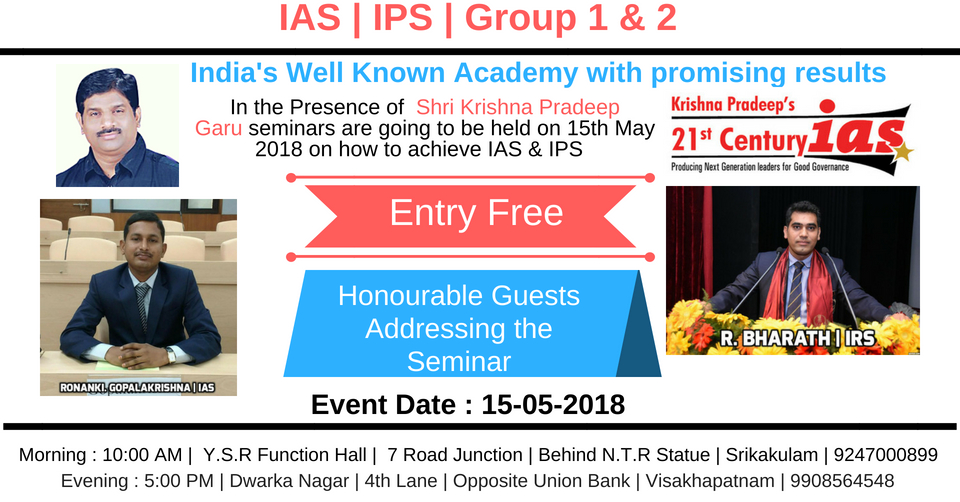 IAS | IPS | Group 1 & 2
India's Well Known Academy with promising results
In the Presence of Shri Krishna Pradeep
Garu seminars are going to be held on 15th May
2018 on how to achieve IAS & IPS
Krishna Pradeep's
21st Century ias
Producing Next Generation leaders for Good Governance
Entry Free
Honourable Guests
Addressing the
Seminar
RONANKI. GOPALAKRISHNA | IAS
R. BHARATH | IRS
Event Date : 15-05-2018
Morning : 10:00 AM | Y.S.R Function Hall | 7 Road Junction | Behind N.T.R Statue | Srikakulam | 9247000899
Evening : 5:00 PM | Dwarka Nagar | 4th Lane | Opposite Union Bank | Visakhapatnam | 9908564548